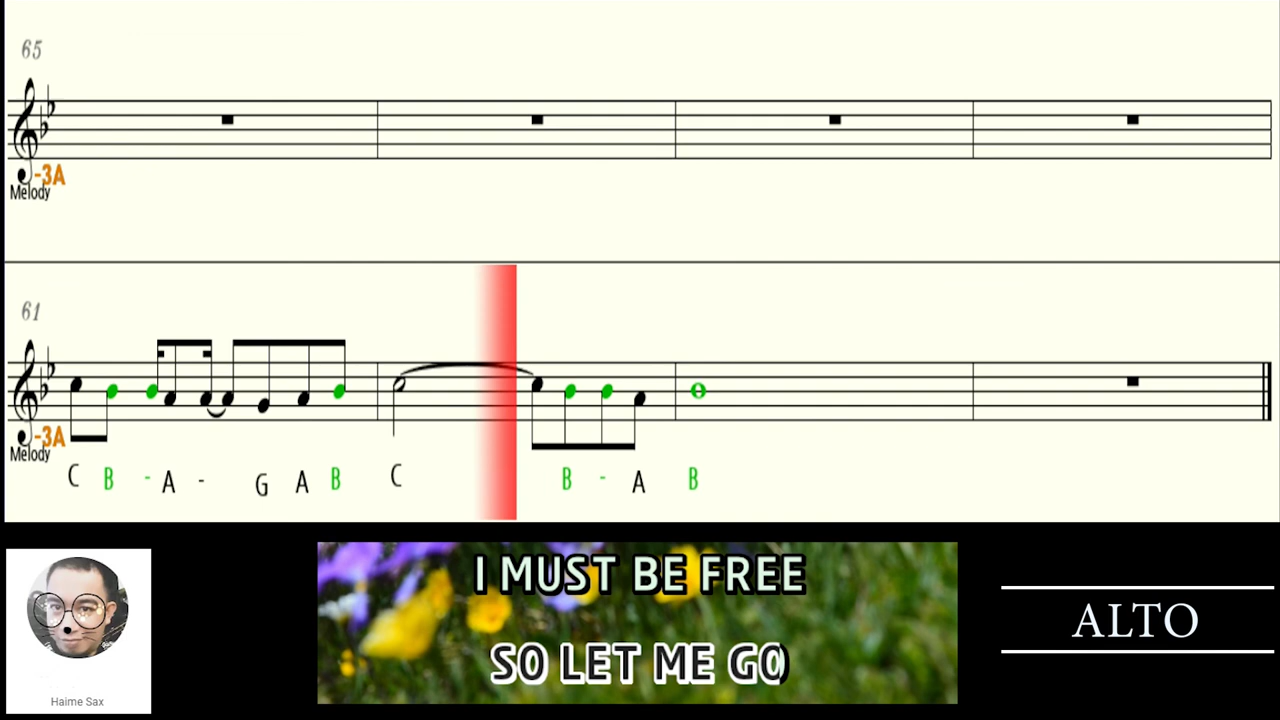 65
-3A
Melody
61
-3A
Melody
C B - A - G A B C B - A B
I MUST BE FREE
SO LET ME GO
ALTO
Haime Sax